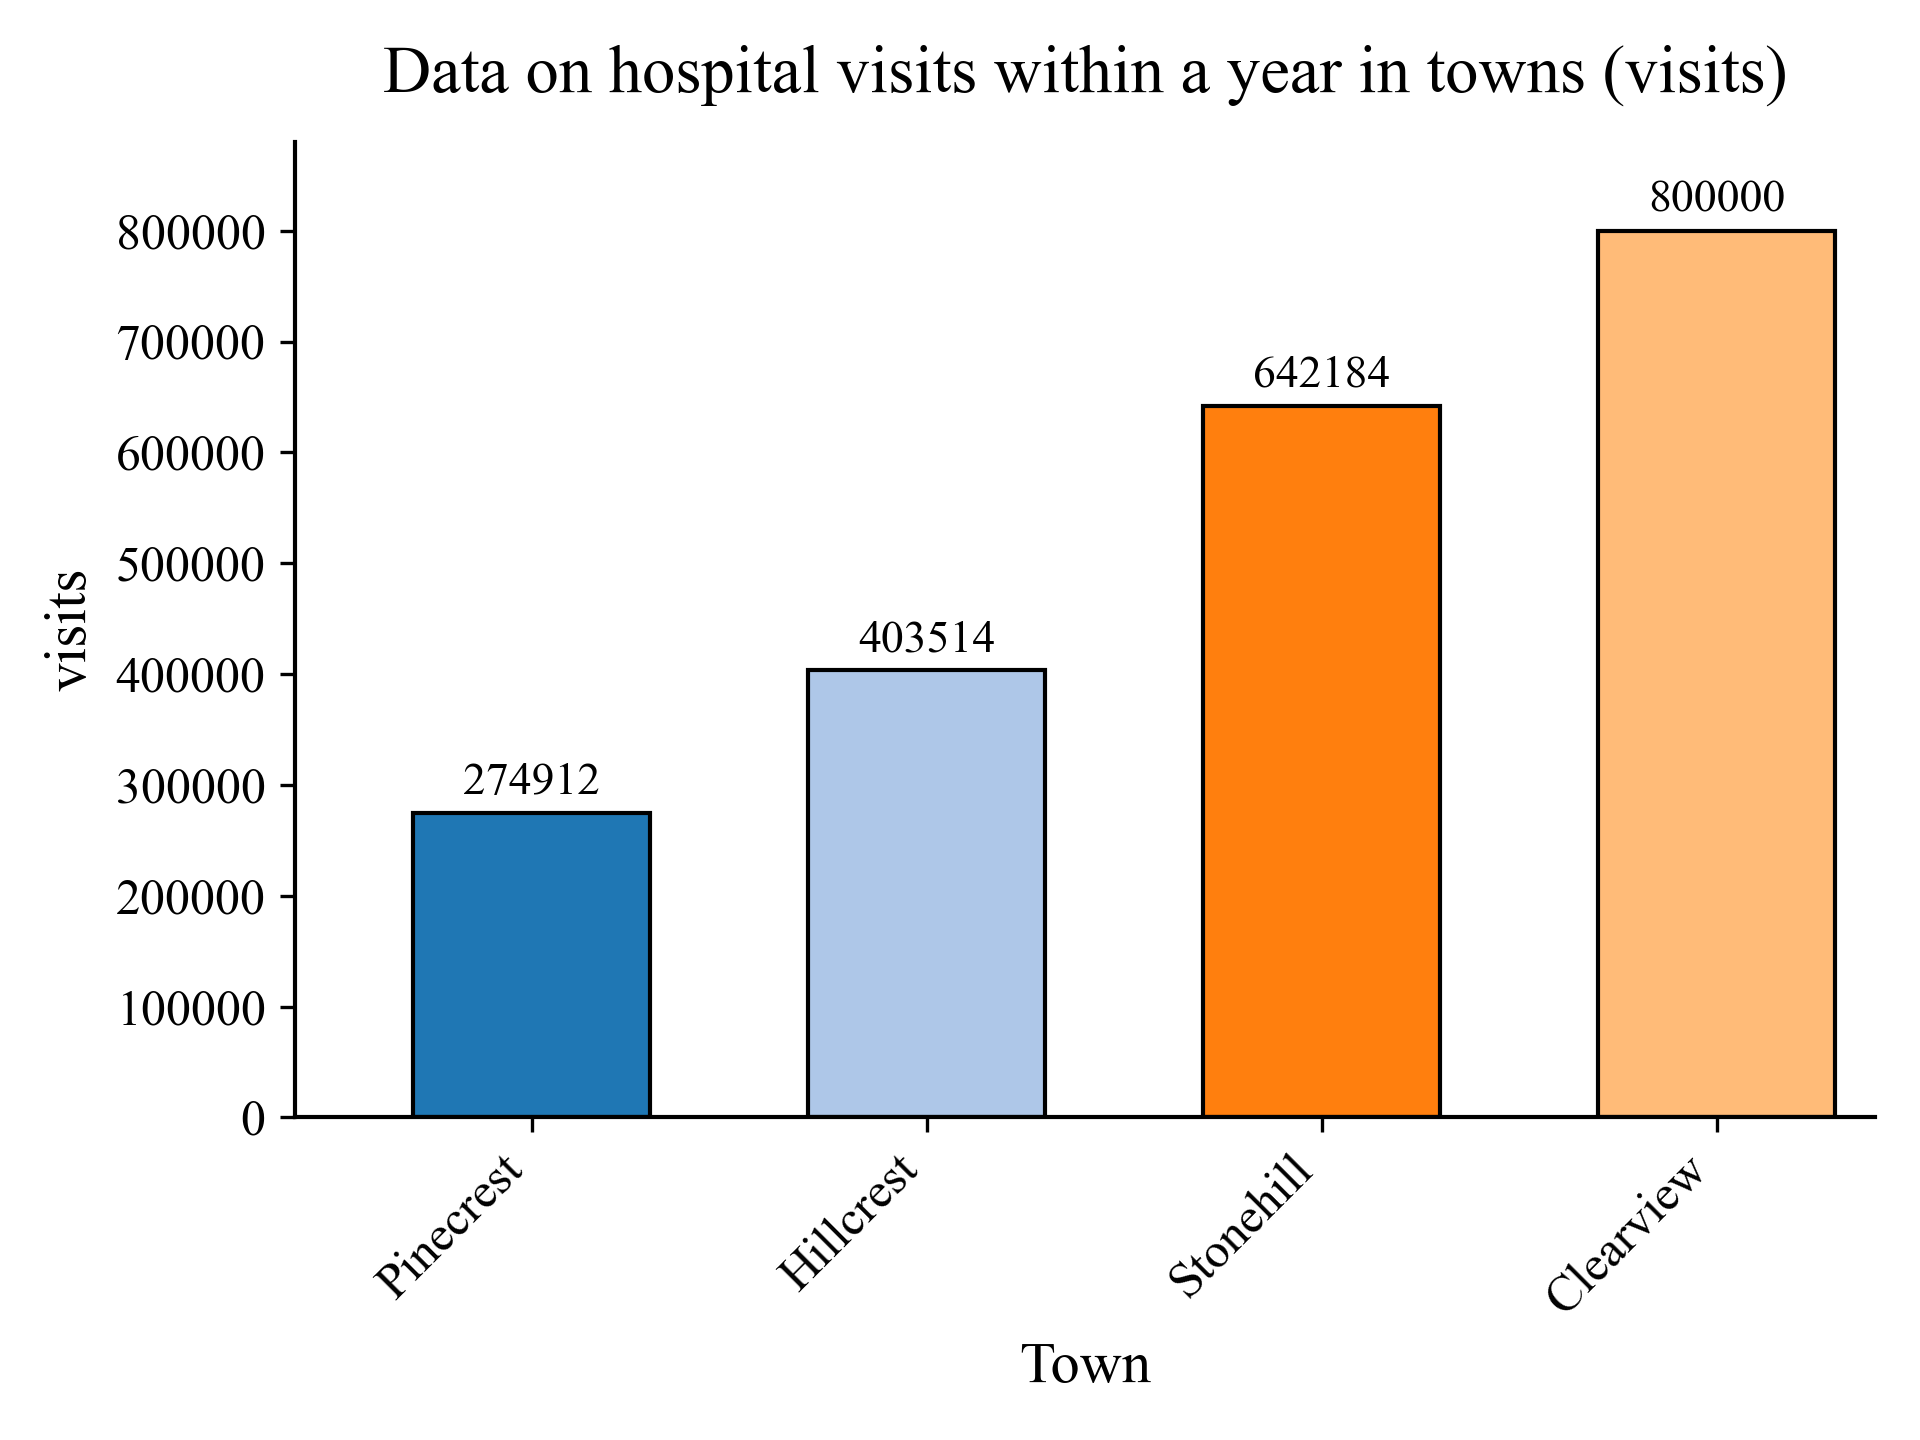 Data on hospital visits within a year in towns (visits)
800000
800000
700000
642184
600000
500000
visits
403514
400000
300000
274912
200000
100000
0
Pinecrest
Hillcrest
Stonehill
Clearview
Town